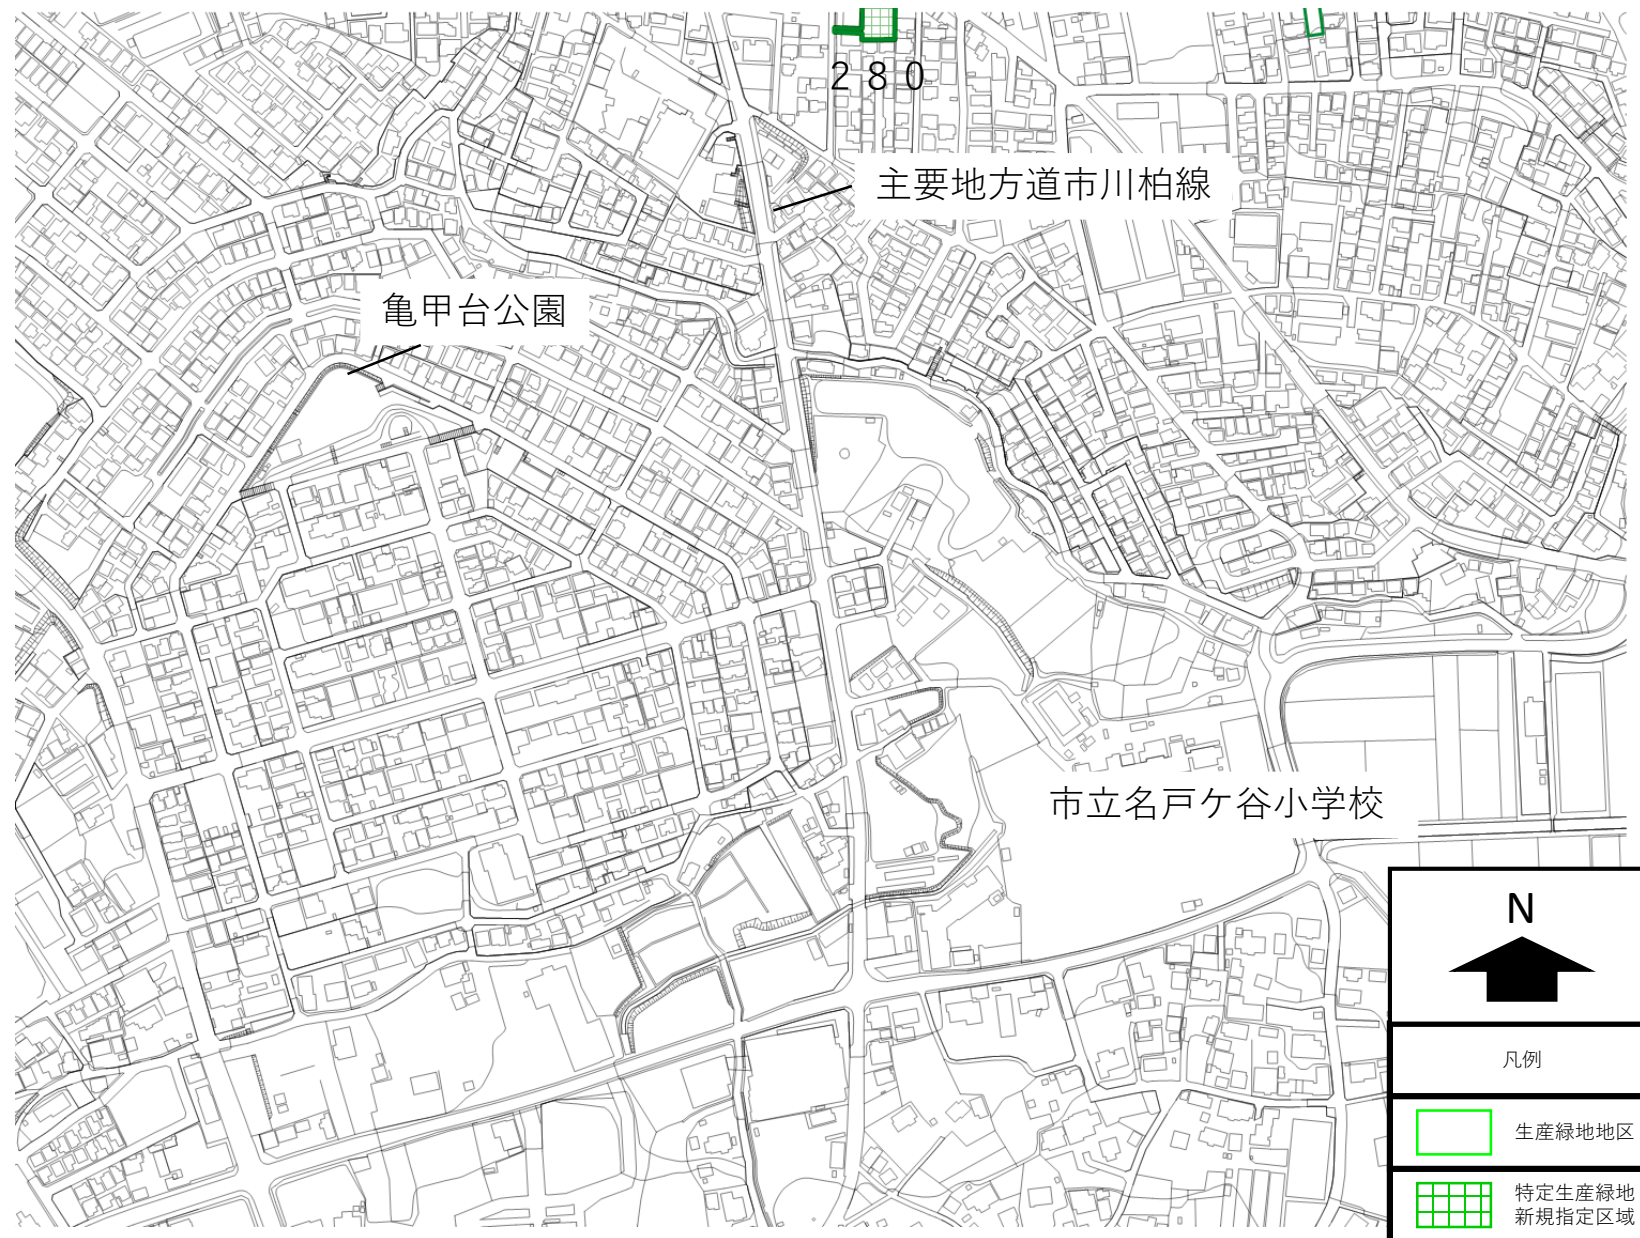 280
主要地方道市川柏線
亀甲台公園
市立名戸ケ谷小学校
N
凡例
生産緑地地区
特定生産緑地
新規指定区域